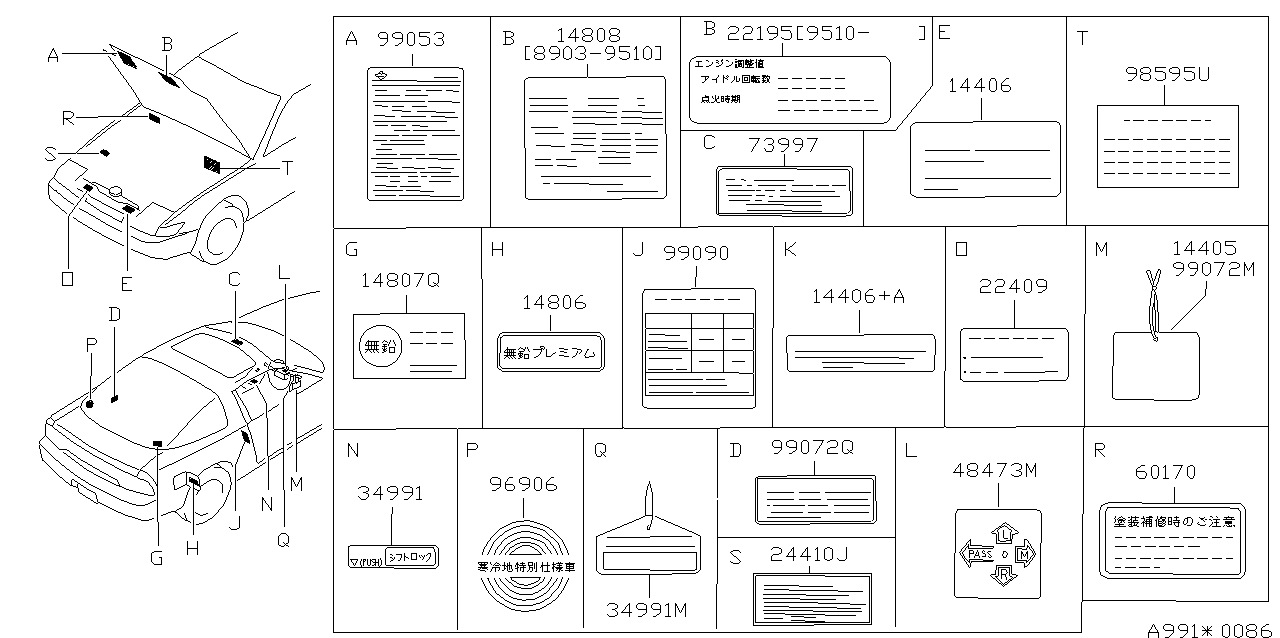 A
B
R
S
T
O
E
C
L
D
P
M
N
J
Q
H
G
A 99053
B 14808
[8903-9510]
B 22195[9510- ]
エンジン調整値
アイドル回転数
点火時期
C 73997
E
14406
T
98595U
G
14807Q
無鉛
H
14806
無鉛プレミアム
J 99090
K
14406+A
O
22409
M 14405
99072M
N
34991
▽(PUSH) シフトロック
P
96906
寒冷地特別仕様車
Q
34991M
D 99072Q
S 24410J
L
48473M
L
PASS M
R
R
60170
塗装補修時のご注意
A991* 0086